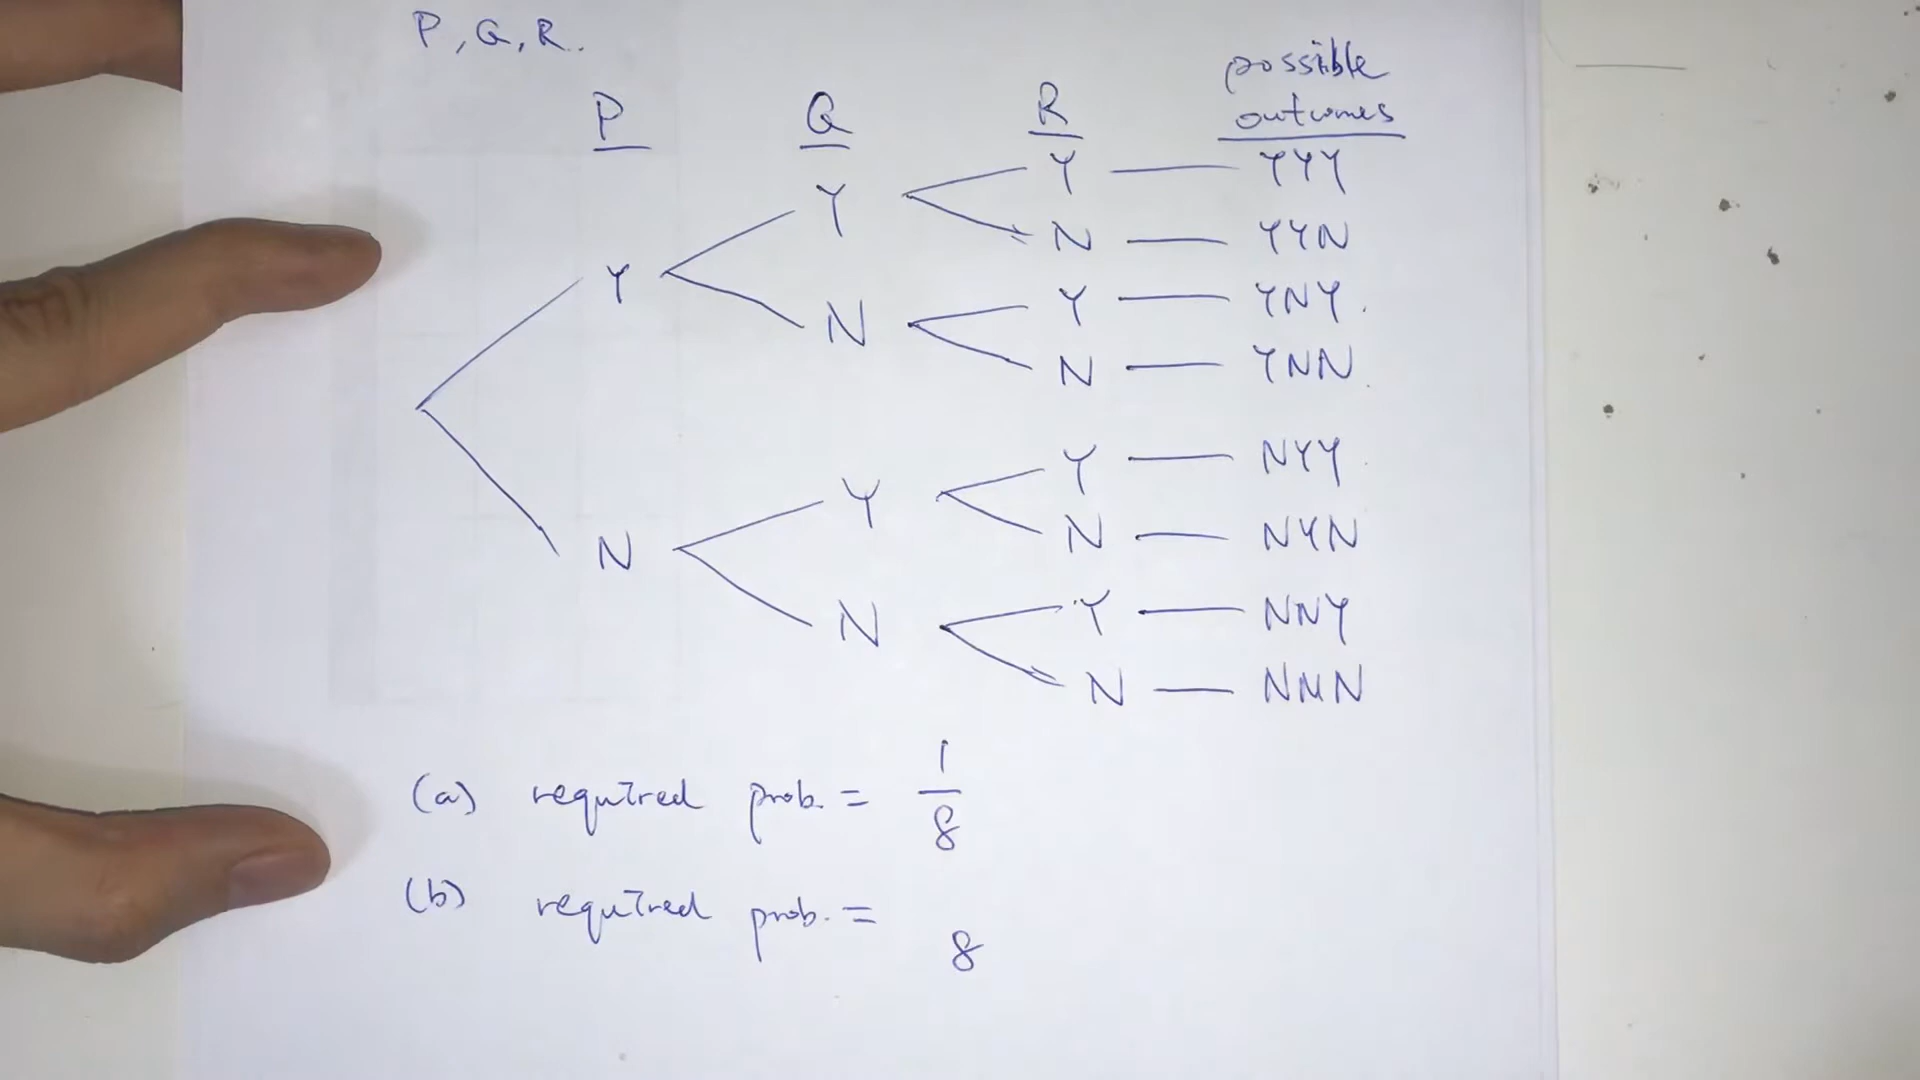 P, Q, R.
P Q R possible outcomes
Y — YYY
Y
N — YYN
Y
Y — YNY
N
N — YNN
Y — NYY
Y
N — NYN
N
Y — NNY
N
N — NNN
(a) required prob. = 1/8
(b) required prob. = 8